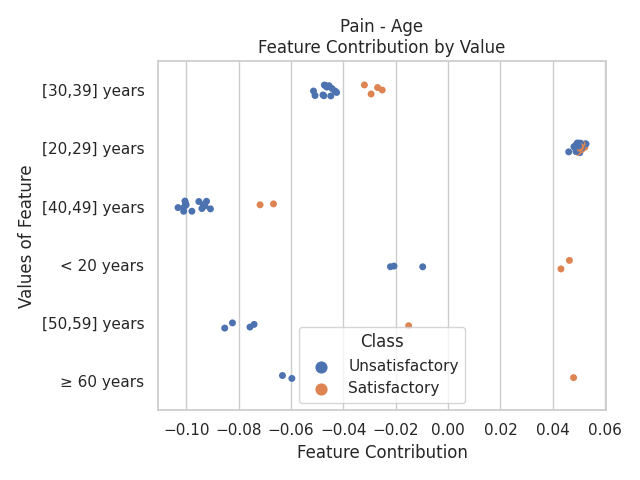 Pain - Age
Feature Contribution by Value
Values of Feature
[30,39] years
[20,29] years
[40,49] years
< 20 years
[50,59] years
≥ 60 years
Class
Unsatisfactory
Satisfactory
−0.10 −0.08 −0.06 −0.04 −0.02 0.00 0.02 0.04 0.06
Feature Contribution